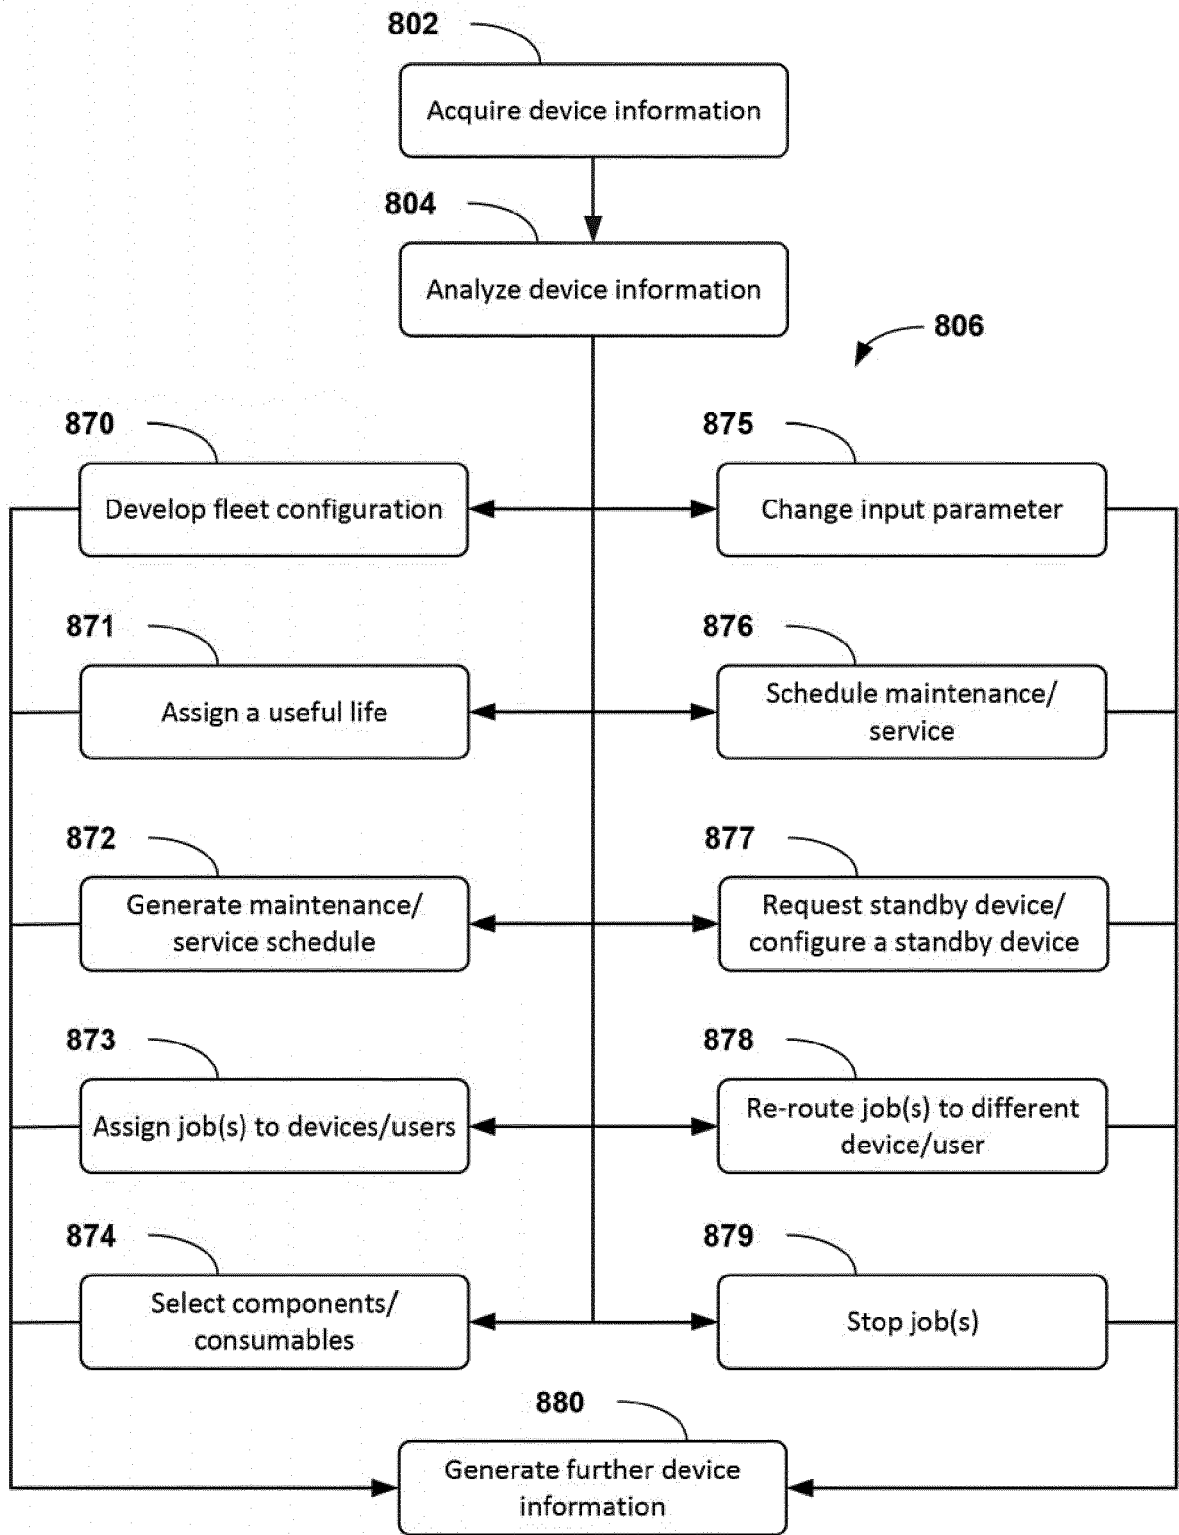 802
Acquire device information
804
Analyze device information
806
870
875
Develop fleet configuration
Change input parameter
871
876
Assign a useful life
Schedule maintenance/
service
872
877
Generate maintenance/
service schedule
Request standby device/
configure a standby device
873
878
Assign job(s) to devices/users
Re-route job(s) to different
device/user
874
879
Select components/
consumables
Stop job(s)
880
Generate further device
information